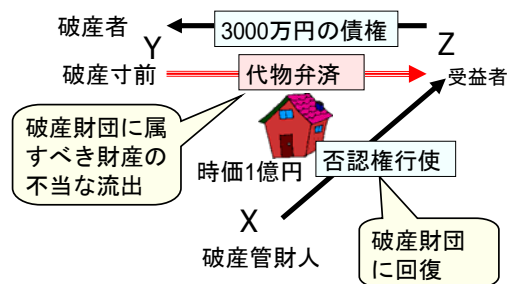 破産者
3000万円の債権
Y
Z
破産寸前
代物弁済
受益者
破産財団に属
すべき財産の
不当な流出
時価1億円
否認権行使
X
破産管財人
破産財団
に回復